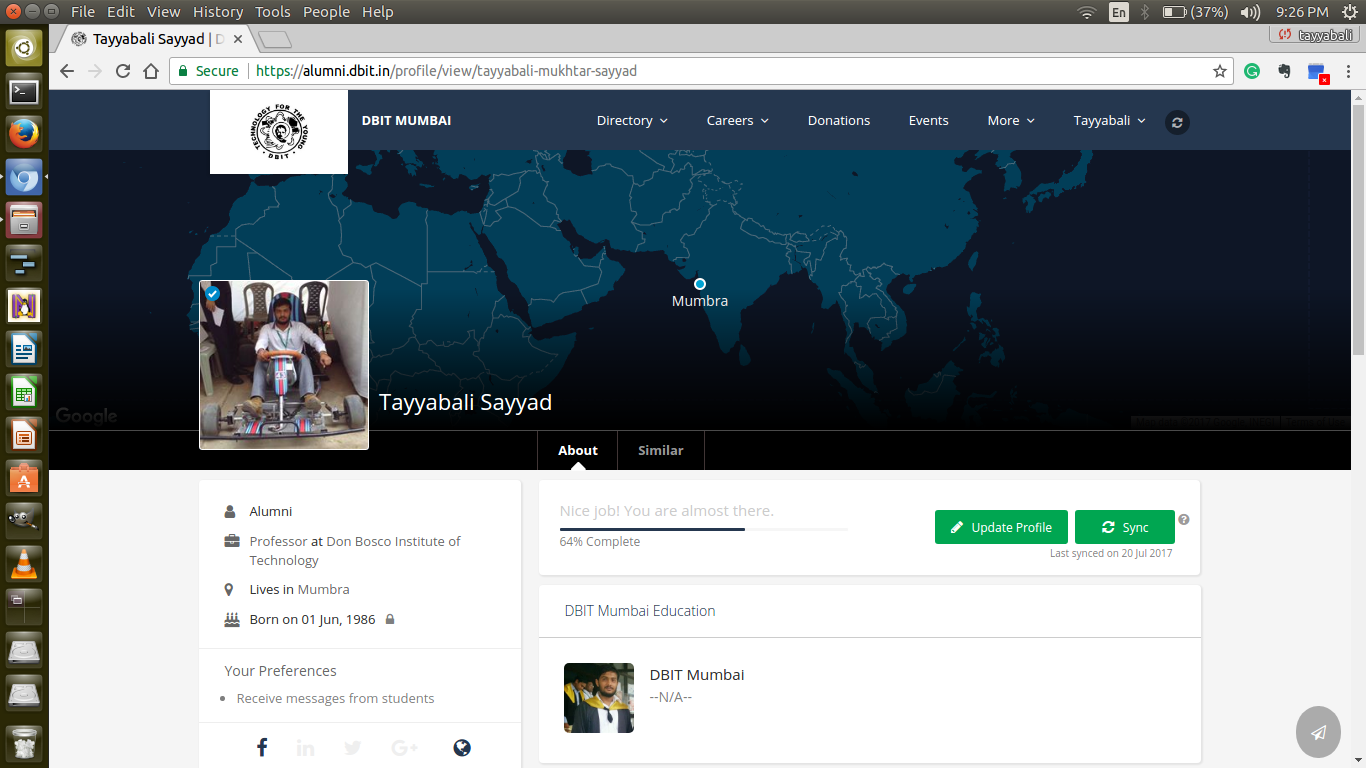 File Edit View History Tools People Help
En (37%) 9:26 PM
Tayyabali Sayyad | D
tayyabali
Secure https://alumni.dbit.in/profile/view/tayyabali-mukhtar-sayyad
TECHNOLOGY FOR THE YOUNG
DBIT
DBIT MUMBAI
Directory Careers Donations Events More Tayyabali
Mumbra
Tayyabali Sayyad
Google
About Similar
Alumni
Professor at Don Bosco Institute of
Technology
Lives in Mumbra
Born on 01 Jun, 1986
Your Preferences
Receive messages from students
Nice job! You are almost there.
64% Complete
Update Profile Sync
Last synced on 20 Jul 2017
DBIT Mumbai Education
DBIT Mumbai
--N/A--